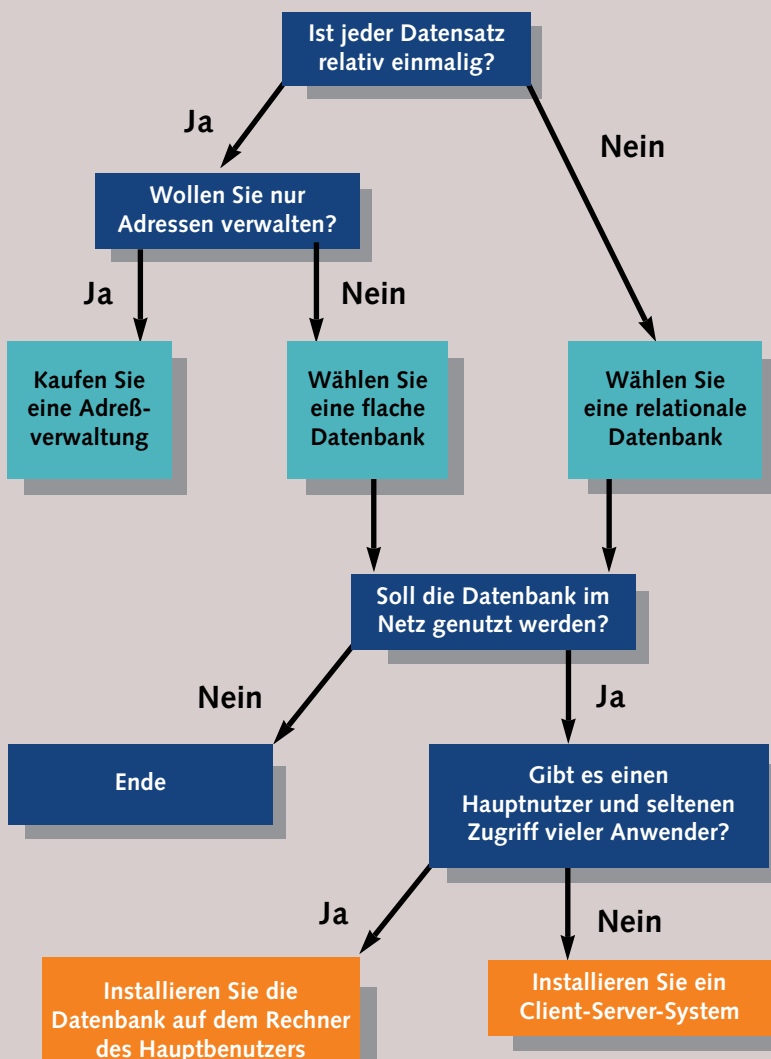 Ist jeder Datensatz
relativ einmalig?
Ja
Nein
Wollen Sie nur
Adressen verwalten?
Ja
Nein
Kaufen Sie
eine Adreß-
verwaltung
Wählen Sie
eine flache
Datenbank
Wählen Sie
eine relationale
Datenbank
Soll die Datenbank im
Netz genutzt werden?
Nein
Ja
Ende
Gibt es einen
Hauptnutzer und seltenen
Zugriff vieler Anwender?
Ja
Nein
Installieren Sie die
Datenbank auf dem Rechner
des Hauptbenutzers
Installieren Sie ein
Client-Server-System